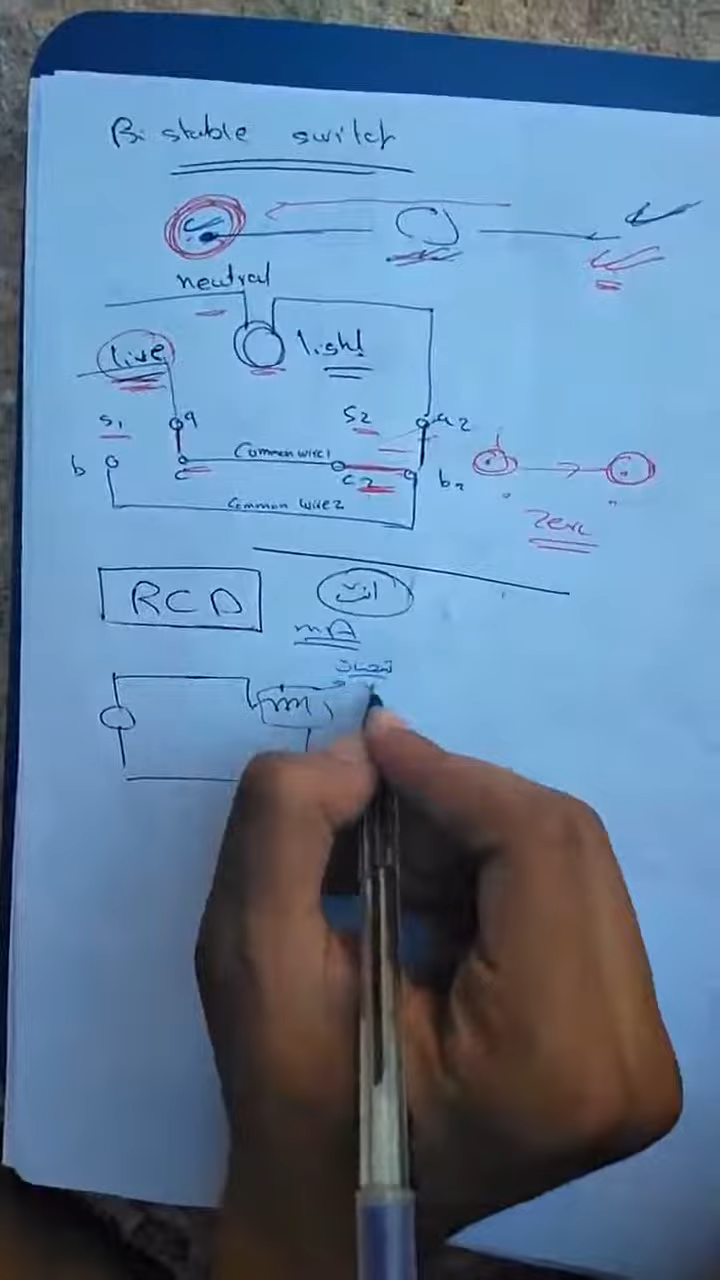 Bi stable switch
neutral
live
light
S1
a
S2
a2
b
c
Common wire1
C2
b2
Common wire2
Zero
RCD
انت
mA
m1